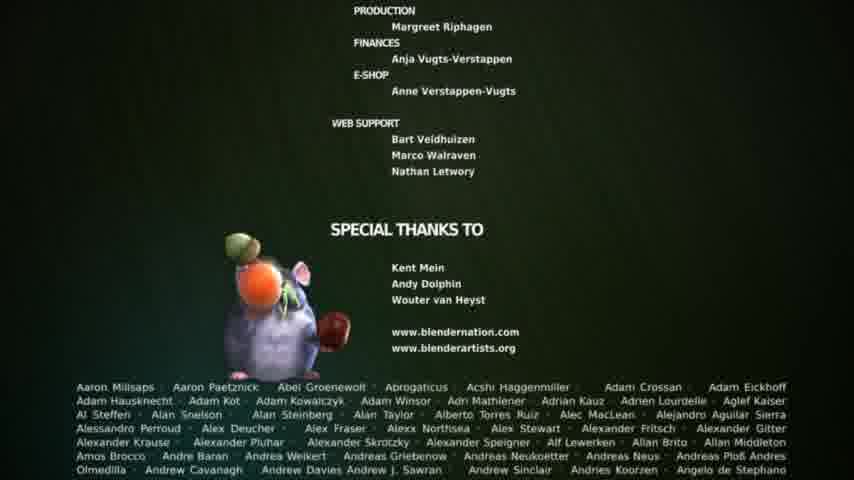 PRODUCTION
Margreet Riphagen
FINANCES
Anja Vugts-Verstappen
E-SHOP
Anne Verstappen-Vugts
WEB SUPPORT
Bart Veldhuizen
Marco Walraven
Nathan Letwory
SPECIAL THANKS TO
Kent Mein
Andy Dolphin
Wouter van Heyst
www.blendernation.com
www.blenderartists.org
Aaron Millsaps · Aaron Paetznick · Abel Groenewolt · Abrogaticus · Acshi Haggenmiller · Adam Crossan · Adam Eickhoff
Adam Hausknecht · Adam Kot · Adam Kowalczyk · Adam Winsor · Adri Mathlener · Adrian Kauz · Adrien Lourdelle · Aglef Kaiser
Al Steffen · Alan Snelson · Alan Steinberg · Alan Taylor · Alberto Torres Ruiz · Alec MacLean · Alejandro Aguilar Sierra
Alessandro Perroud · Alex Deucher · Alex Fraser · Alexx Northsea · Alex Stewart · Alexander Fritsch · Alexander Gitter
Alexander Krause · Alexander Pluhar · Alexander Skrotzky · Alexander Speigner · Alf Lewerken · Allan Brito · Allan Middleton
Amos Brocco · Andre Baran · Andrea Weikert · Andreas Griebenow · Andreas Neukoetter · Andreas Neus · Andreas Ploß Andres
Olmedilla · Andrew Cavanagh · Andrew Davies Andrew J. Sawran · Andrew Sinclair · Andries Koorzen · Angelo de Stephano